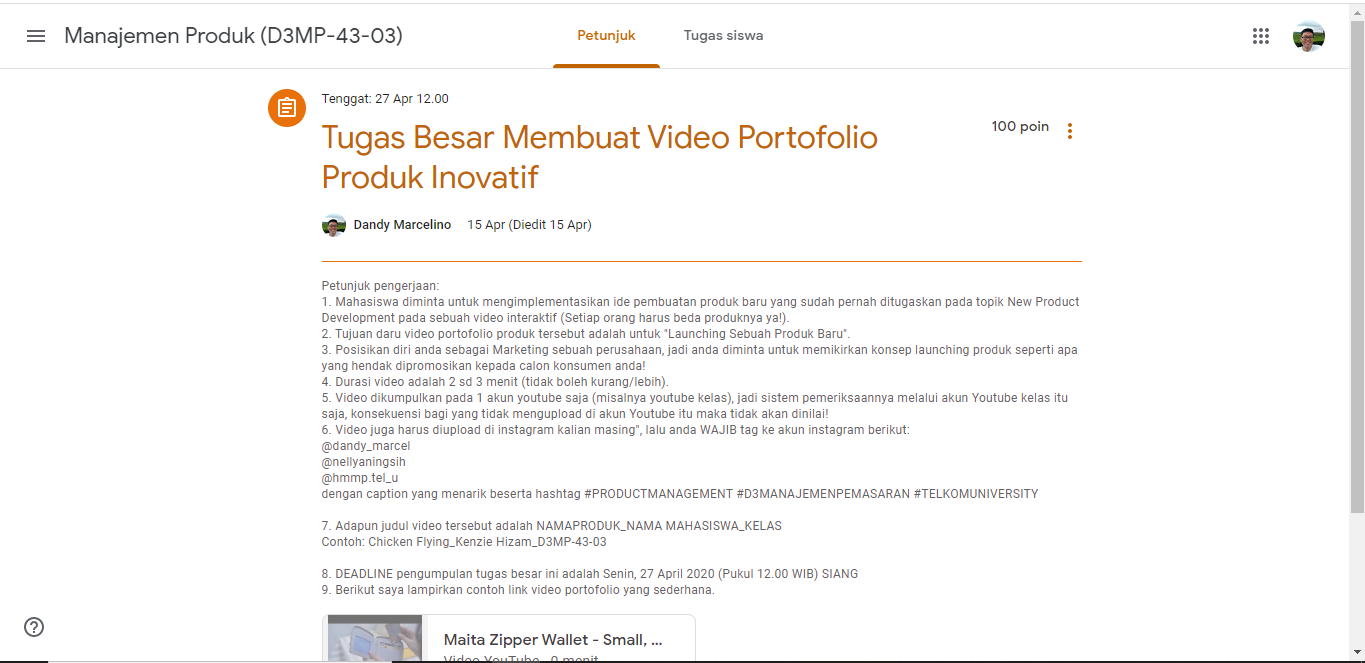 Manajemen Produk (D3MP-43-03)
Petunjuk
Tugas siswa
Tenggat: 27 Apr 12.00
Tugas Besar Membuat Video Portofolio
Produk Inovatif
100 poin
Dandy Marcelino 15 Apr (Diedit 15 Apr)
Petunjuk pengerjaan:
1. Mahasiswa diminta untuk mengimplementasikan ide pembuatan produk baru yang sudah pernah ditugaskan pada topik New Product
Development pada sebuah video interaktif (Setiap orang harus beda produknya ya!).
2. Tujuan daru video portofolio produk tersebut adalah untuk "Launching Sebuah Produk Baru".
3. Posisikan diri anda sebagai Marketing sebuah perusahaan, jadi anda diminta untuk memikirkan konsep launching produk seperti apa
yang hendak dipromosikan kepada calon konsumen anda!
4. Durasi video adalah 2 sd 3 menit (tidak boleh kurang/lebih).
5. Video dikumpulkan pada 1 akun youtube saja (misalnya youtube kelas), jadi sistem pemeriksaannya melalui akun Youtube kelas itu
saja, konsekuensi bagi yang tidak mengupload di akun Youtube itu maka tidak akan dinilai!
6. Video juga harus diupload di instagram kalian masing", lalu anda WAJIB tag ke akun instagram berikut:
@dandy_marcel
@nellyaningsih
@hmmp.tel_u
dengan caption yang menarik beserta hashtag #PRODUCTMANAGEMENT #D3MANAJEMENPEMASARAN #TELKOMUNIVERSITY
7. Adapun judul video tersebut adalah NAMAPRODUK_NAMA MAHASISWA_KELAS
Contoh: Chicken Flying_Kenzie Hizam_D3MP-43-03
8. DEADLINE pengumpulan tugas besar ini adalah Senin, 27 April 2020 (Pukul 12.00 WIB) SIANG
9. Berikut saya lampirkan contoh link video portofolio yang sederhana.
Maita Zipper Wallet - Small, ...
Video YouTube 0 menit